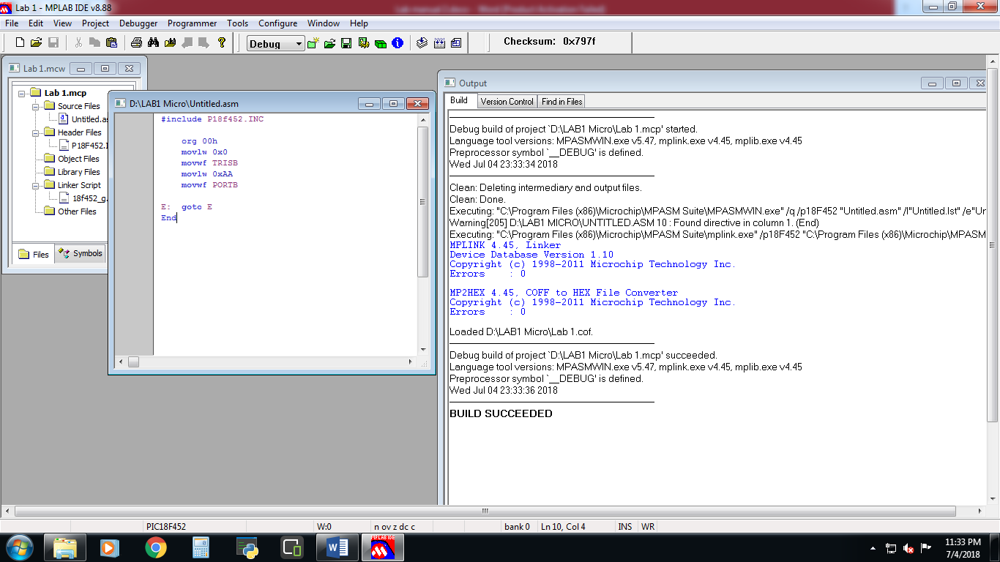 Lab 1 - MPLAB IDE v8.88
File Edit View Project Debugger Programmer Tools Configure Window Help
Debug
Checksum: 0x797f
Lab 1.mcw
Lab 1.mcp
Source Files
Untitled.as
Header Files
P18F452.I
Object Files
Library Files
Linker Script
18f452_g.
Other Files
Files Symbols
D:\LAB1 Micro\Untitled.asm
#include P18f452.INC
org 00h
movlw 0x0
movwf TRISB
movlw 0xAA
movwf PORTB
E: goto E
End
Output
Build Version Control Find in Files
Debug build of project `D:\LAB1 Micro\Lab 1.mcp' started.
Language tool versions: MPASMWIN.exe v5.47, mplink.exe v4.45, mplib.exe v4.45
Preprocessor symbol `__DEBUG' is defined.
Wed Jul 04 23:33:34 2018
Clean: Deleting intermediary and output files.
Clean: Done.
Executing: "C:\Program Files (x86)\Microchip\MPASM Suite\MPASMWIN.exe" /q /p18F452 "Untitled.asm" /l"Untitled.lst" /e"Un
Warning[205] D:\LAB1 MICRO\UNTITLED.ASM 10 : Found directive in column 1. (End)
Executing: "C:\Program Files (x86)\Microchip\MPASM Suite\mplink.exe" /p18F452 "C:\Program Files (x86)\Microchip\MPASM
MPLINK 4.45, Linker
Device Database Version 1.10
Copyright (c) 1998-2011 Microchip Technology Inc.
Errors : 0
MP2HEX 4.45, COFF to HEX File Converter
Copyright (c) 1998-2011 Microchip Technology Inc.
Errors : 0
Loaded D:\LAB1 Micro\Lab 1.cof.
Debug build of project `D:\LAB1 Micro\Lab 1.mcp' succeeded.
Language tool versions: MPASMWIN.exe v5.47, mplink.exe v4.45, mplib.exe v4.45
Preprocessor symbol `__DEBUG' is defined.
Wed Jul 04 23:33:36 2018
BUILD SUCCEEDED
PIC18F452 W:0 n ov z dc c bank 0 Ln 10, Col 4 INS WR
MPLAB IDE
11:33 PM
7/4/2018